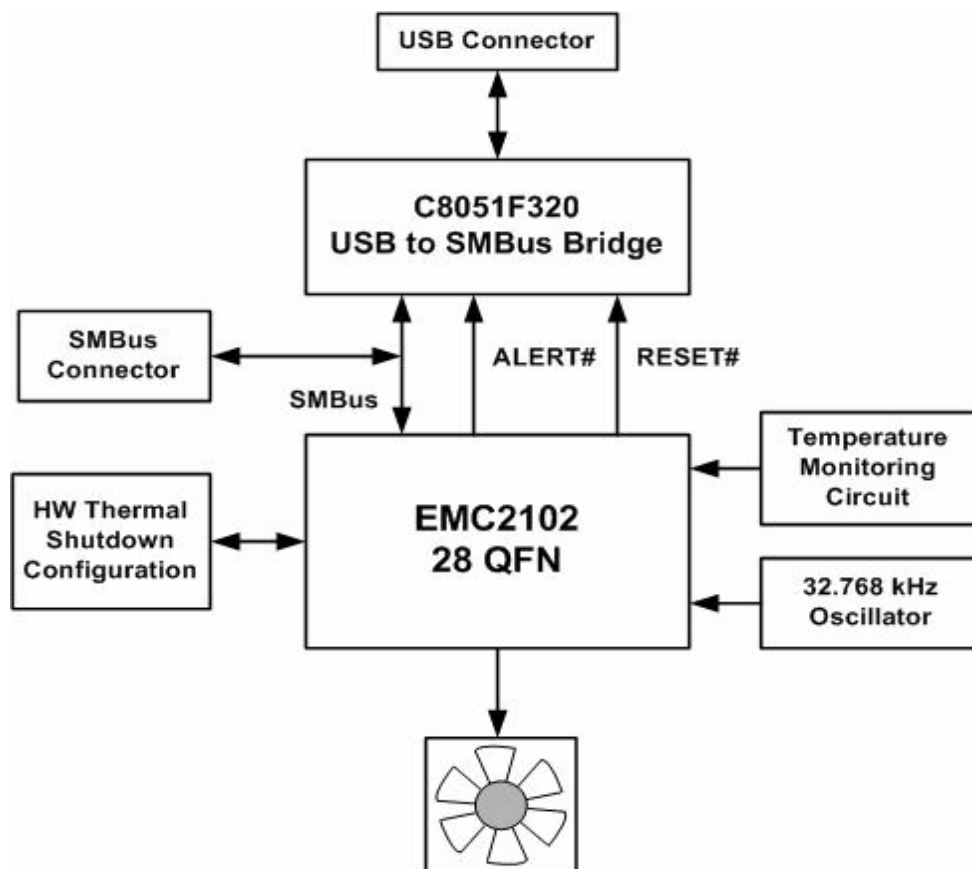 USB Connector
C8051F320
USB to SMBus Bridge
SMBus
Connector
ALERT#
RESET#
SMBus
Temperature
Monitoring
Circuit
HW Thermal
Shutdown
Configuration
EMC2102
28 QFN
32.768 kHz
Oscillator